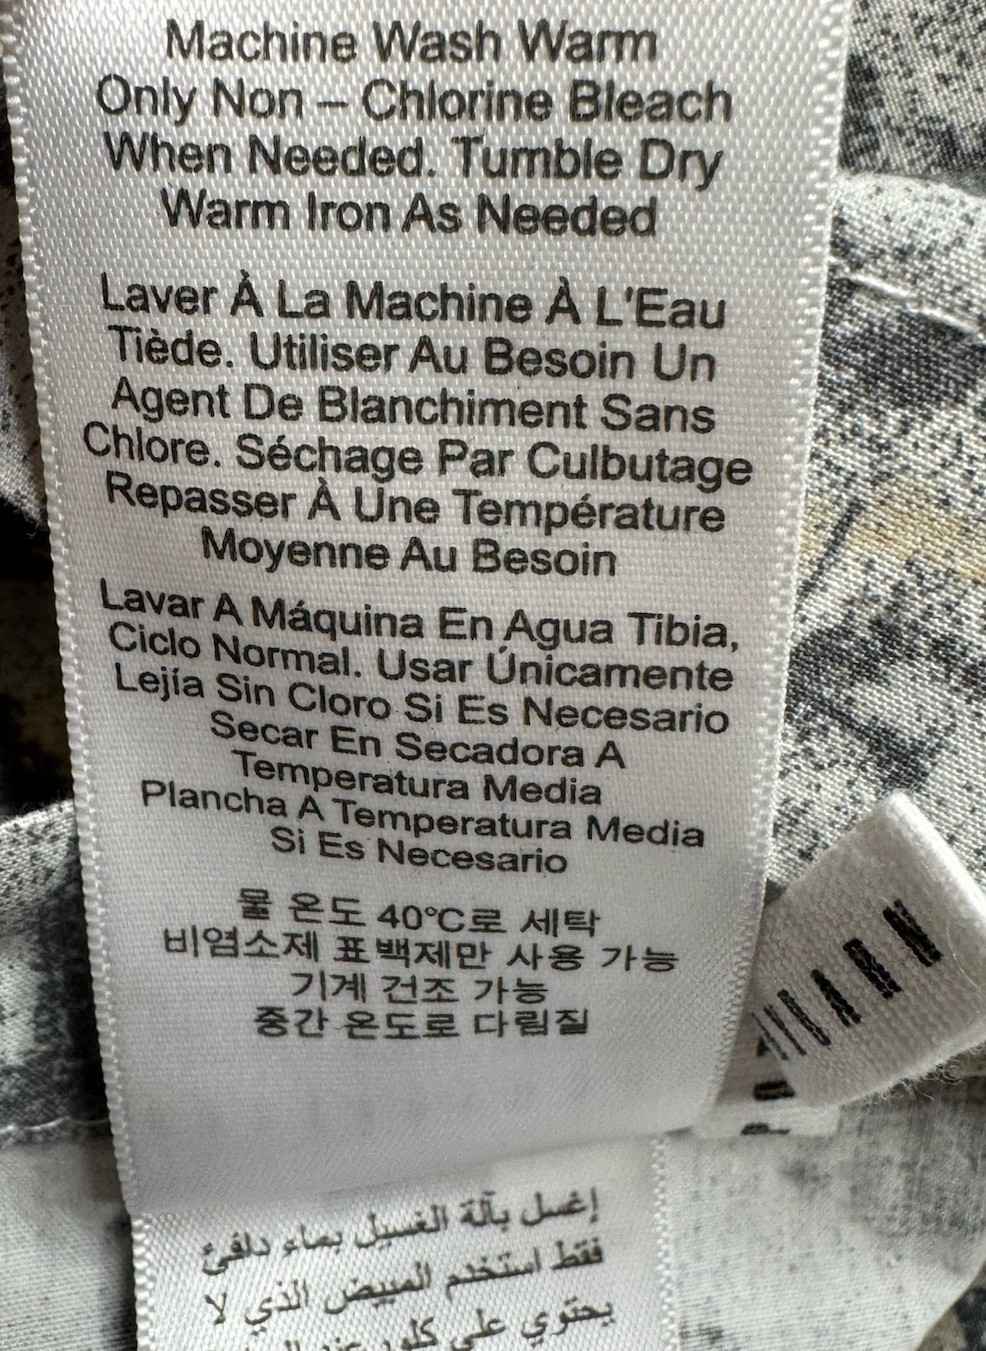 Machine Wash Warm
Only Non – Chlorine Bleach
When Needed. Tumble Dry
Warm Iron As Needed
Laver À La Machine À L'Eau
Tiède. Utiliser Au Besoin Un
Agent De Blanchiment Sans
Chlore. Séchage Par Culbutage
Repasser À Une Température
Moyenne Au Besoin
Lavar A Máquina En Agua Tibia,
Ciclo Normal. Usar Únicamente
Lejía Sin Cloro Si Es Necesario
Secar En Secadora A
Temperatura Media
Plancha A Temperatura Media
Si Es Necesario
물 온도 40°C로 세탁
비염소제 표백제만 사용 가능
기계 건조 가능
중간 온도로 다림질
إغسل بآلة الغسيل بماء دافئ
فقط استخدم المبيض الذي لا
يحتوي على كلور عند